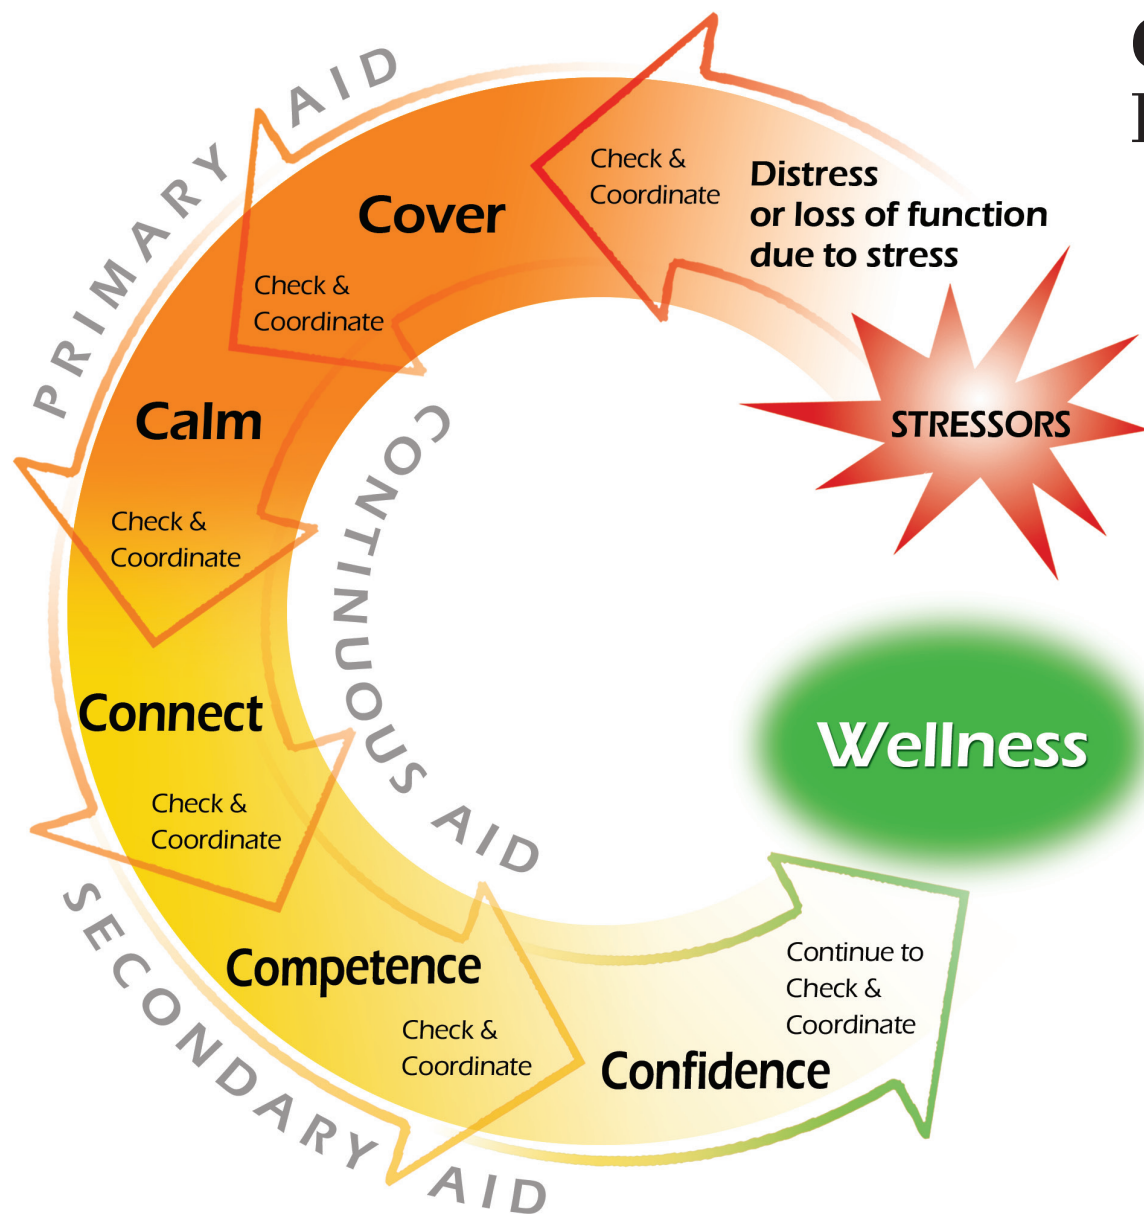 STRESSORS
Distress
or loss of function
due to stress
Check &
Coordinate
PRIMARY AID
Cover
Check &
Coordinate
Calm
Check &
Coordinate
CONTINUOUS AID
Connect
Check &
Coordinate
SECONDARY AID
Competence
Check &
Coordinate
Confidence
Continue to
Check &
Coordinate
Wellness